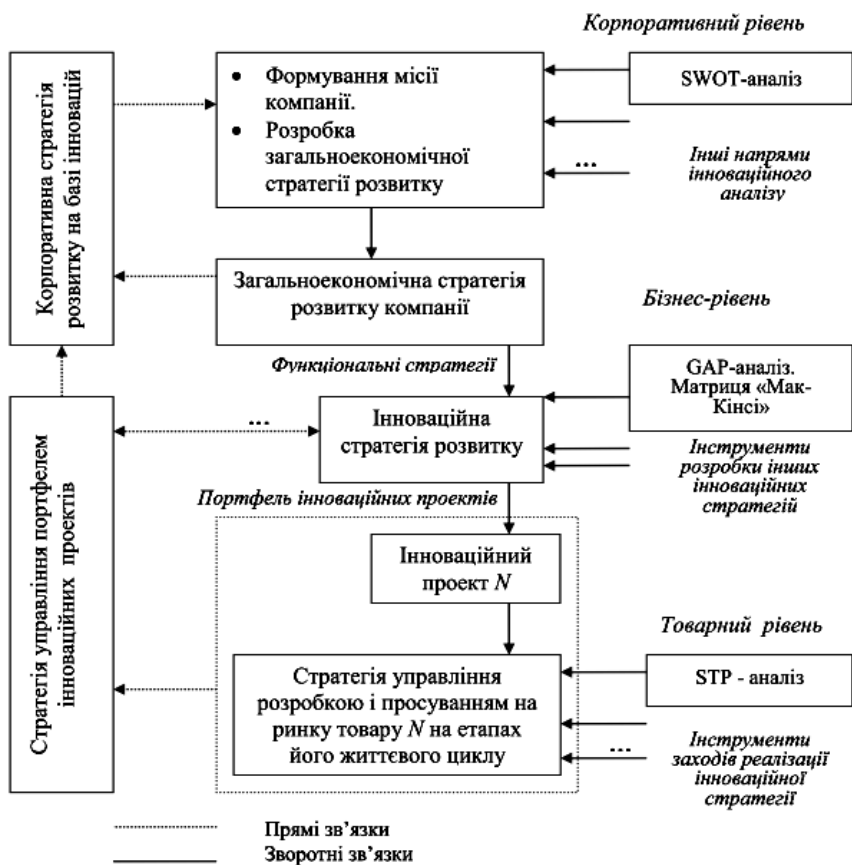 Корпоративний рівень
Корпоративна стратегія
розвитку на базі інновацій
• Формування місії
компанії.
• Розробка
загальноекономічної
стратегії розвитку
SWOT-аналіз
...
Інші напрями
інноваційного
аналізу
Загальноекономічна стратегія
розвитку компанії
Бізнес-рівень
Функціональні стратегії
GAP-аналіз.
Матриця «Мак-
Кінсі»
Стратегія управління портфелем
інноваційних проектів
...
Інноваційна
стратегія розвитку
Інструменти
розробки інших
інноваційних
стратегій
Портфель інноваційних проектів
Інноваційний
проект N
Товарний рівень
Стратегія управління
розробкою і просуванням на
ринку товару N на етапах
його життєвого циклу
STP - аналіз
...
Інструменти
заходів реалізації
інноваційної
стратегії
Прямі зв’язки
Зворотні зв’язки